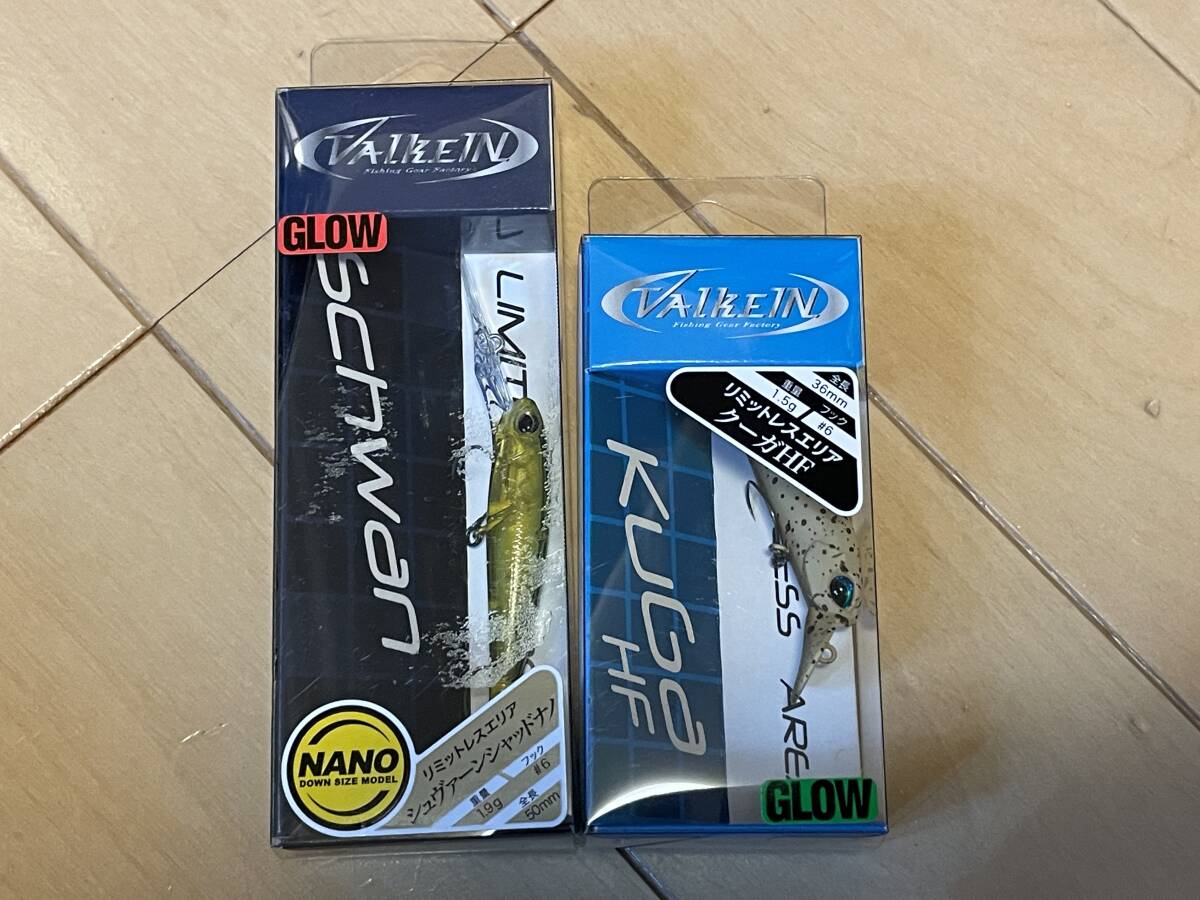 ValkeIN
Fishing Gear Factory
GLOW
schwan
LIMIT
NANO
DOWN SIZE MODEL
リミットレスエリア
シュヴァーンシャッドナノ
重量
フック
1.9g
#6
全長
50mm
ValkeIN
Fishing Gear Factory
全長
36mm
重量
フック
1.5g
#6
リミットレスエリア
クーガHF
KuGa
HF
ESS ARE
GLOW